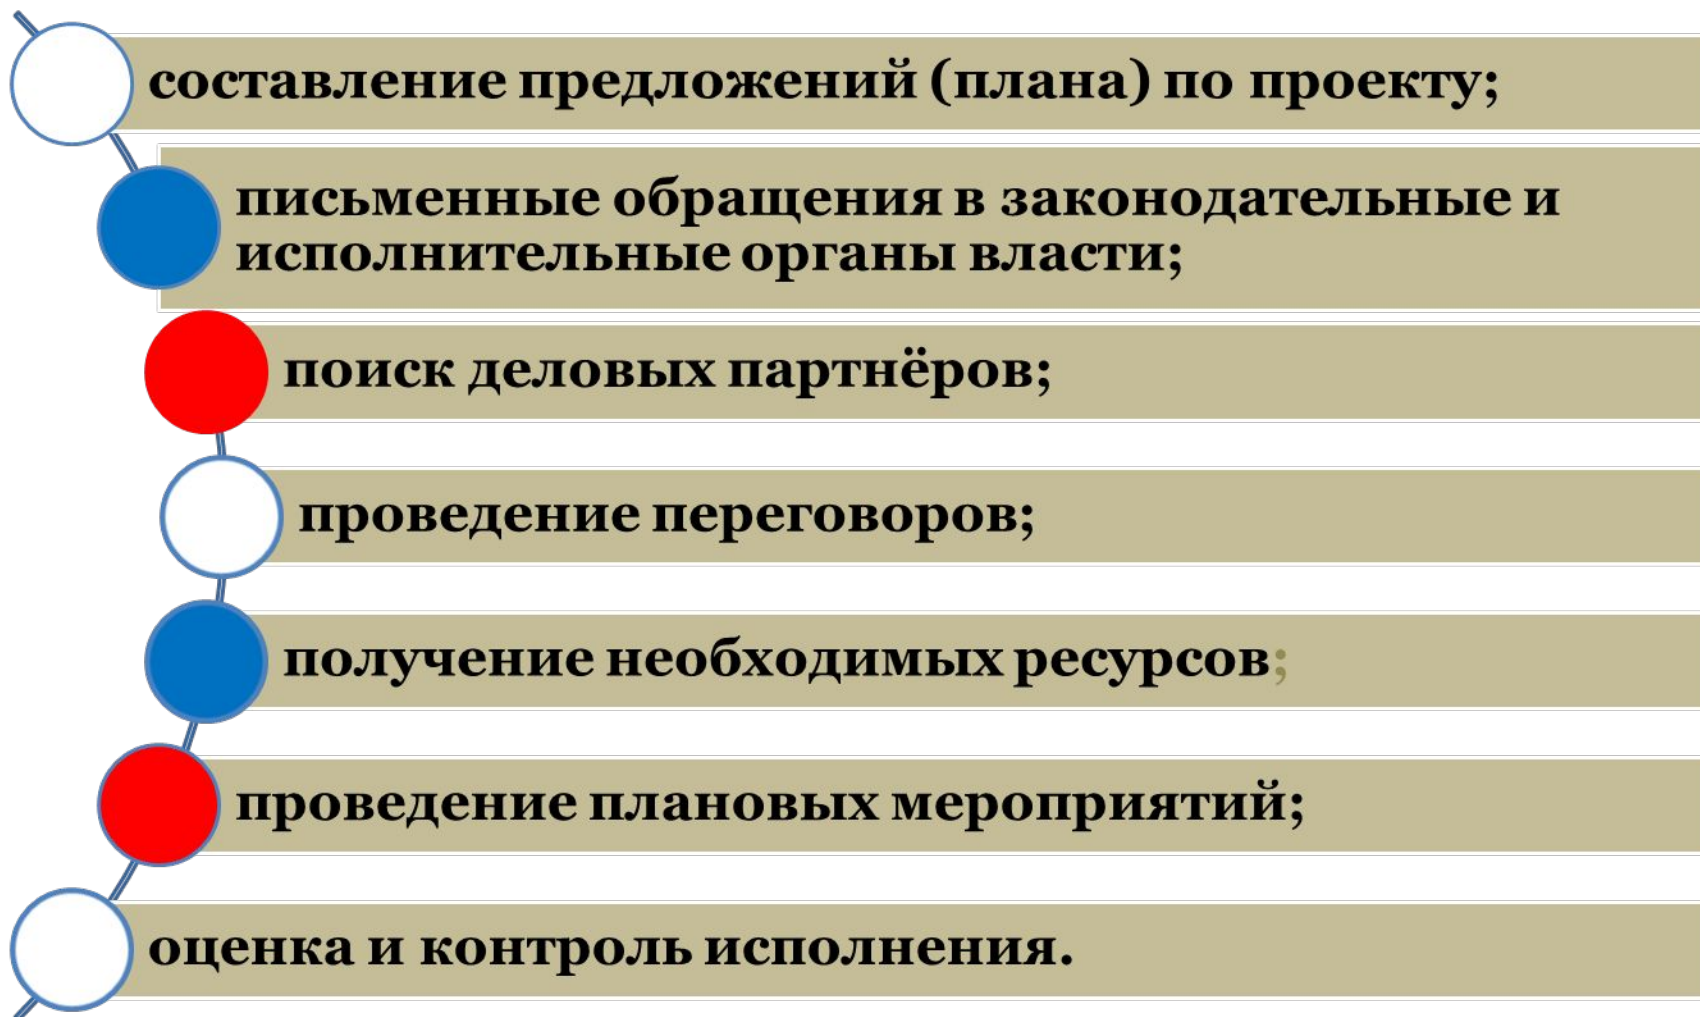 составление предложений (плана) по проекту;
письменные обращения в законодательные и
исполнительные органы власти;
поиск деловых партнёров;
проведение переговоров;
получение необходимых ресурсов;
проведение плановых мероприятий;
оценка и контроль исполнения.